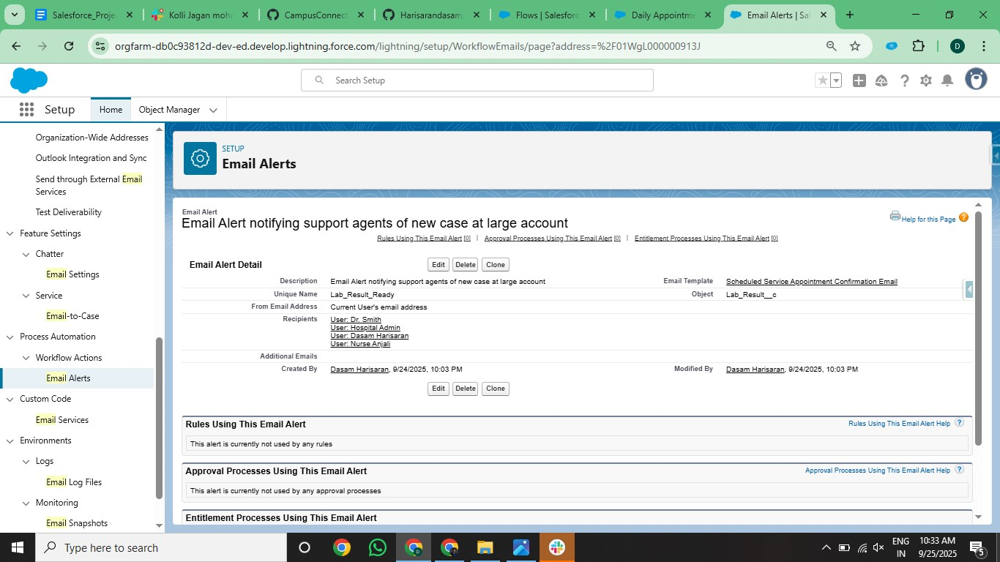 Salesforce_Proje
Kolli Jagan moh
CampusConnect
Harisarandasam
Flows | Salesforc
Daily Appointme
Email Alerts | Sa
orgfarm-db0c93812d-dev-ed.develop.lightning.force.com/lightning/setup/WorkflowEmails/page?address=%2F01WgL000000913J
D
Search Setup
Setup
Home
Object Manager
Organization-Wide Addresses
Outlook Integration and Sync
Send through External Email
Services
Test Deliverability
Feature Settings
Chatter
Email Settings
Service
Email-to-Case
Process Automation
Workflow Actions
Email Alerts
Custom Code
Email Services
Environments
Logs
Email Log Files
Monitoring
Email Snapshots
SETUP
Email Alerts
Email Alert
Email Alert notifying support agents of new case at large account
Help for this Page
Rules Using This Email Alert [0] | Approval Processes Using This Email Alert [0] | Entitlement Processes Using This Email Alert [0]
Email Alert Detail
Edit Delete Clone
Description Email Alert notifying support agents of new case at large account Email Template Scheduled Service Appointment Confirmation Email
Unique Name Lab_Result_Ready Object Lab_Result__c
From Email Address Current User's email address
Recipients User: Dr. Smith
User: Hospital Admin
User: Dasam Harisaran
User: Nurse Anjali
Additional Emails
Created By Dasam Harisaran, 9/24/2025, 10:03 PM Modified By Dasam Harisaran, 9/24/2025, 10:03 PM
Edit Delete Clone
Rules Using This Email Alert Rules Using This Email Alert Help ?
This alert is currently not used by any rules
Approval Processes Using This Email Alert Approval Processes Using This Email Alert Help ?
This alert is currently not used by any approval processes
Entitlement Processes Using This Email Alert
Type here to search
ENG
IN
10:33 AM
9/25/2025
5